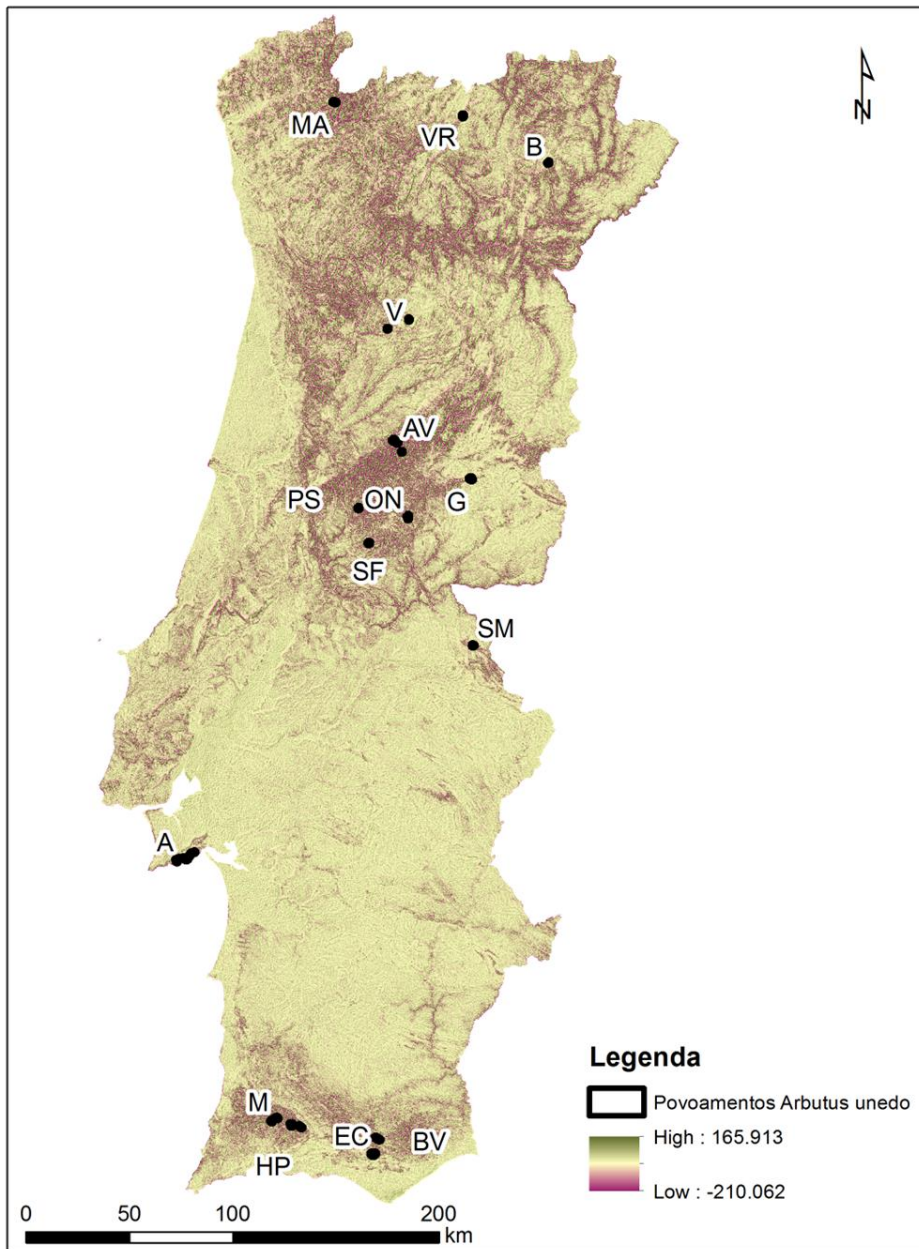 N
MA
VR
B
V
AV
PS
ON
G
SF
SM
A
M
EC
BV
HP
Legenda
Povoamentos Arbutus unedo
High : 165.913
Low : -210.062
0 50 100 200
km